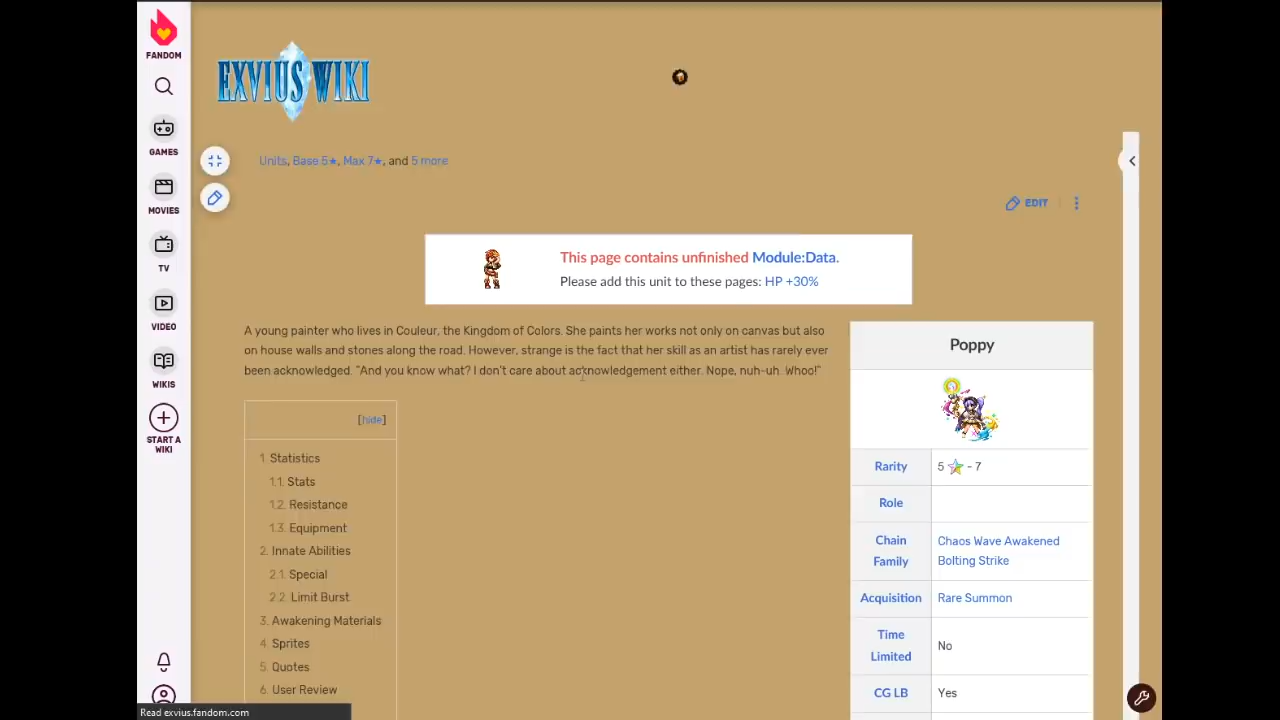 FANDOM
GAMES
MOVIES
TV
VIDEO
WIKIS
START A
WIKI
EXVIUS WIKI
Units, Base 5★, Max 7★, and 5 more
EDIT
This page contains unfinished Module:Data.
Please add this unit to these pages: HP +30%
A young painter who lives in Couleur, the Kingdom of Colors. She paints her works not only on canvas but also
on house walls and stones along the road. However, strange is the fact that her skill as an artist has rarely ever
been acknowledged. "And you know what? I don't care about acknowledgement either. Nope, nuh-uh. Whoo!"
[hide]
1 Statistics
1.1. Stats
1.2. Resistance
1.3. Equipment
2. Innate Abilities
2.1. Special
2.2. Limit Burst
3. Awakening Materials
4. Sprites
5. Quotes
6. User Review
Poppy
Rarity 5 ★ - 7
Role
Chain Family Chaos Wave Awakened
Bolting Strike
Acquisition Rare Summon
Time Limited No
CG LB Yes
Read exvius.fandom.com